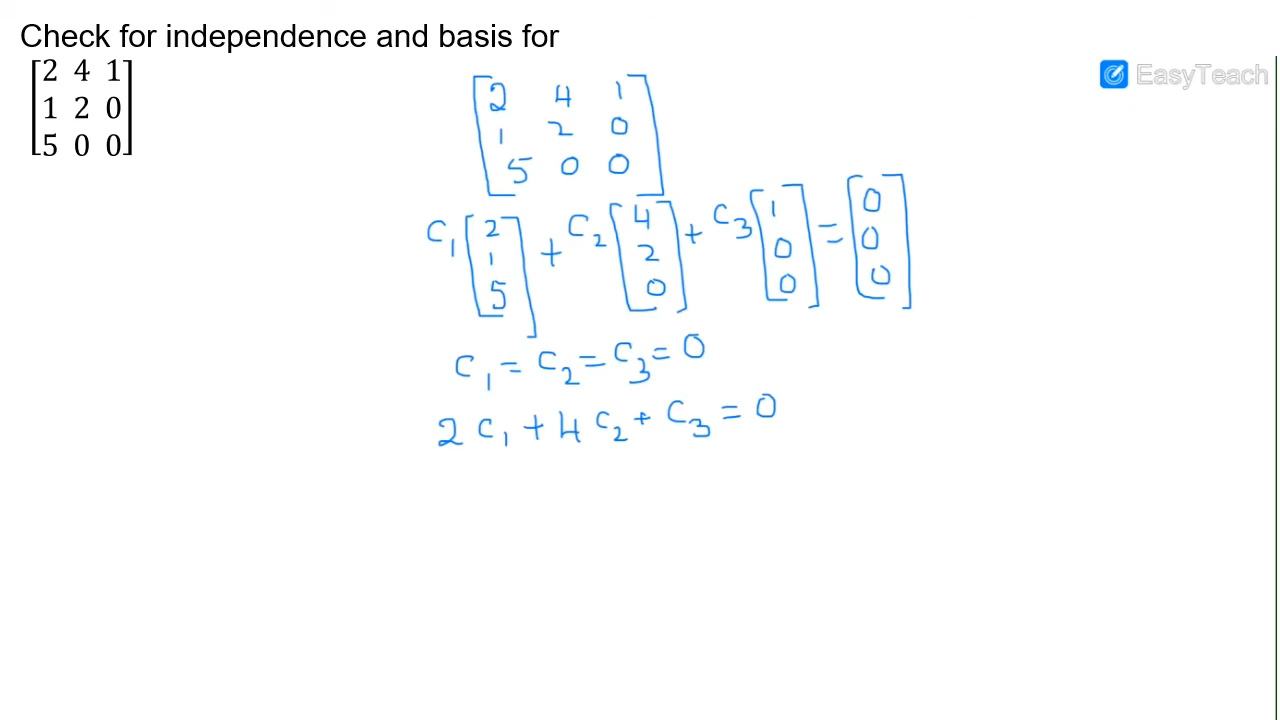 Check for independence and basis for
EasyTeach
[2 4 1]
[1 2 0]
[5 0 0]
[2 4 1]
[1 2 0]
[5 0 0]
c₁[2 1 5] + c₂[4 2 0] + c₃[1 0 0] = [0 0 0]
c₁ = c₂ = c₃ = 0
2c₁ + 4c₂ + c₃ = 0